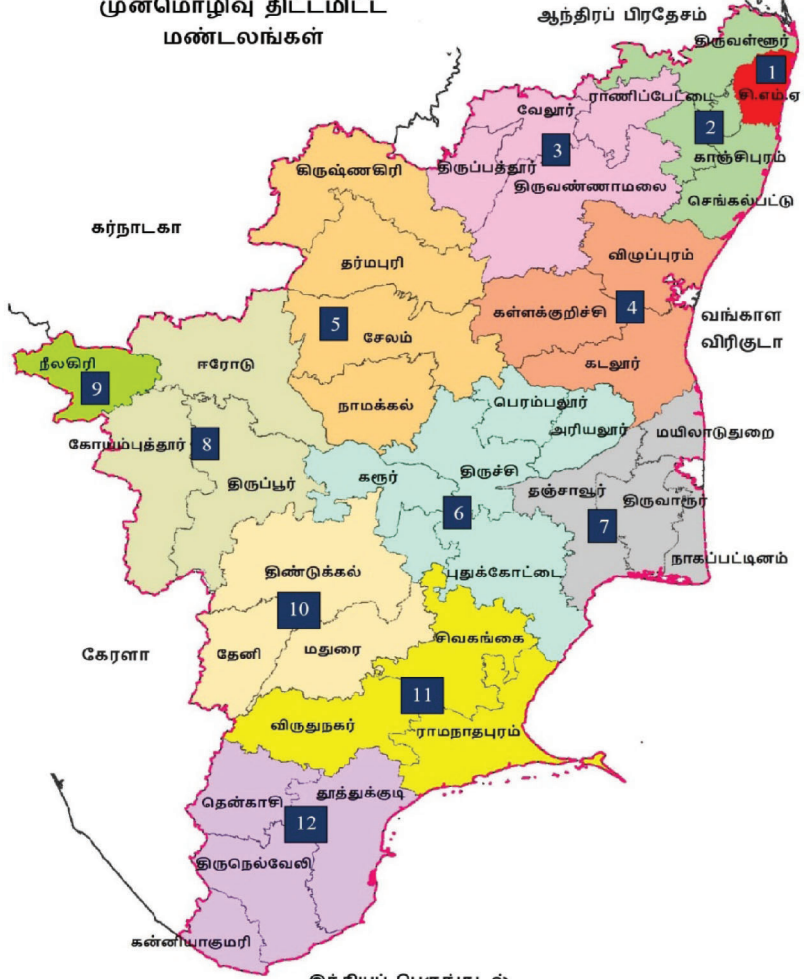 முன்மொழிவு திட்டமிட்ட
மண்டலங்கள்
ஆந்திரப் பிரதேசம்
திருவள்ளூர்
1
சி.எம்.ஏ
ராணிப்பேட்டை
வேலூர்
2
3
காஞ்சிபுரம்
திருப்பத்தூர்
கிருஷ்ணகிரி
திருவண்ணாமலை
செங்கல்பட்டு
கர்நாடகா
விழுப்புரம்
தர்மபுரி
கள்ளக்குறிச்சி
4
வங்காள
விரிகுடா
5
சேலம்
நீலகிரி
9
ஈரோடு
கடலூர்
நாமக்கல்
பெரம்பலூர்
அரியலூர்
மயிலாடுதுறை
கோயம்புத்தூர்
8
திருப்பூர்
கரூர்
திருச்சி
தஞ்சாவூர்
திருவாரூர்
6
7
நாகப்பட்டினம்
திண்டுக்கல்
புதுக்கோட்டை
10
கேரளா
தேனி
மதுரை
சிவகங்கை
11
விருதுநகர்
ராமநாதபுரம்
தென்காசி
தூத்துக்குடி
12
திருநெல்வேலி
கன்னியாகுமரி
இந்தியப் பெருங்கடல்